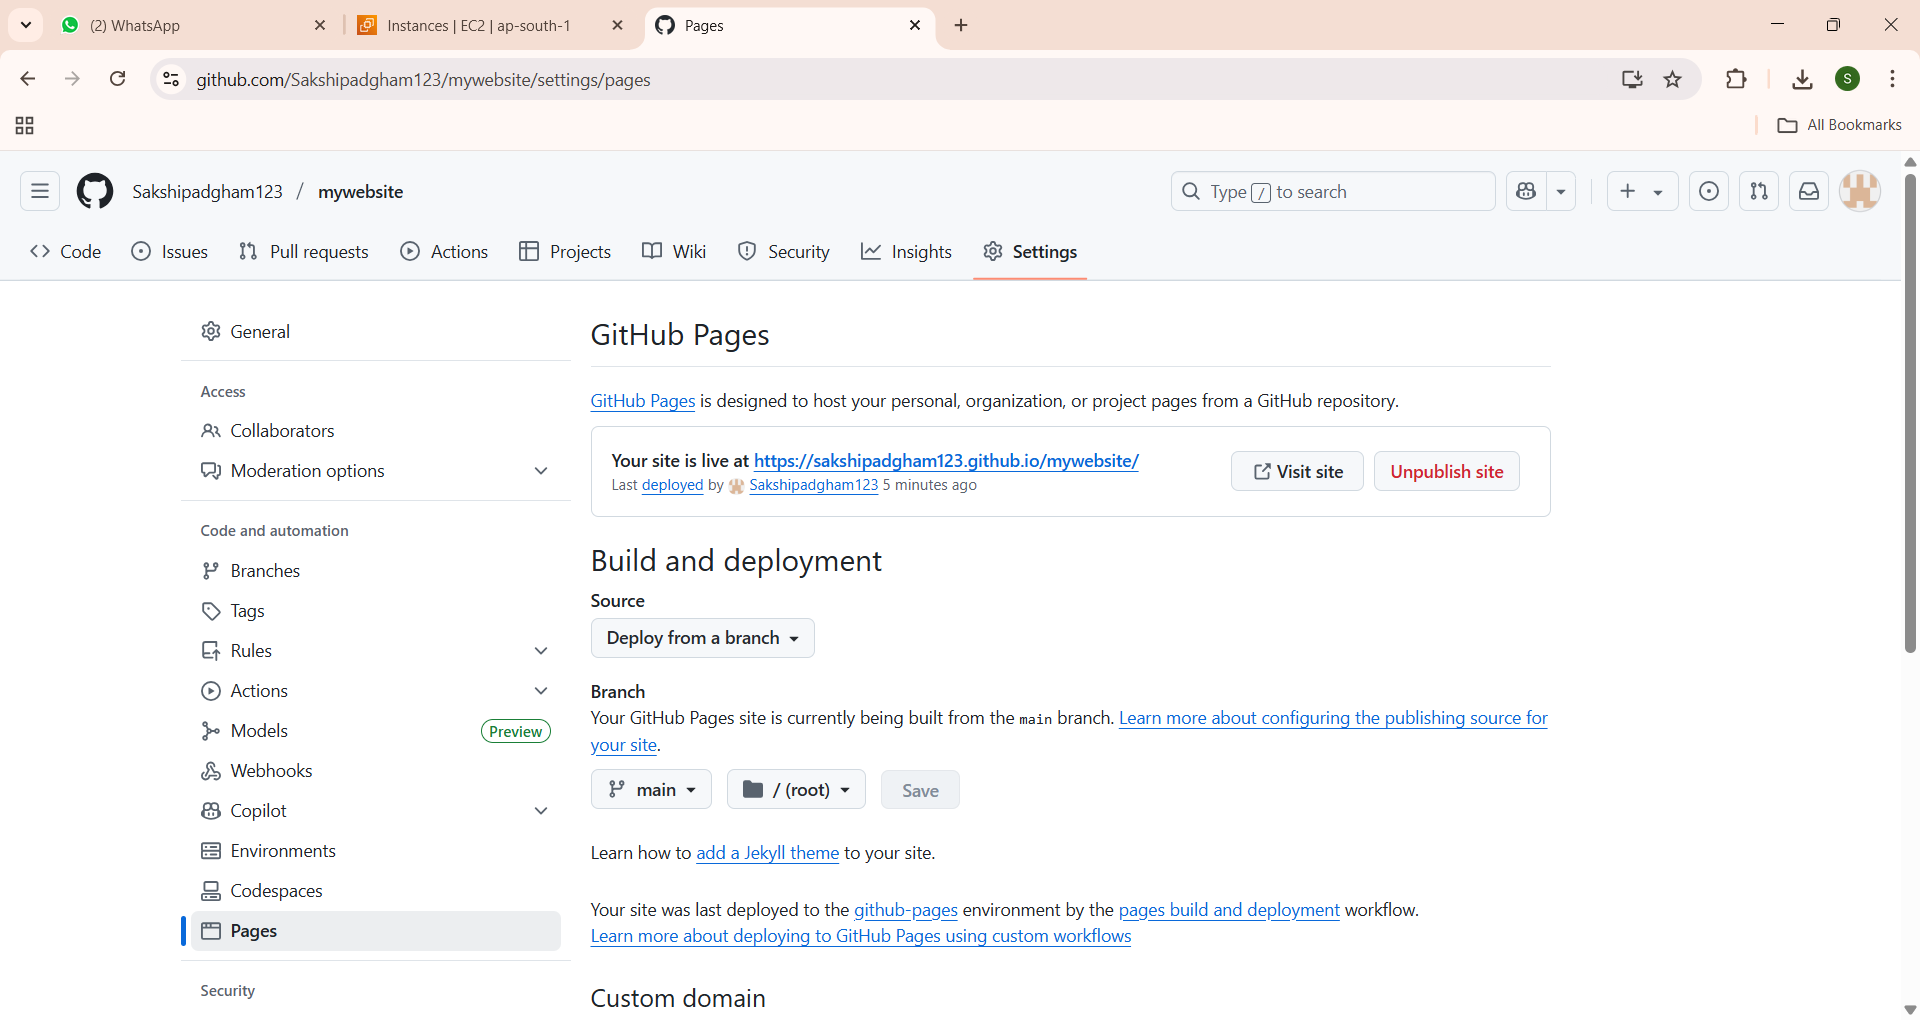 (2) WhatsApp
Instances | EC2 | ap-south-1
Pages
github.com/Sakshipadgham123/mywebsite/settings/pages
S
All Bookmarks
Sakshipadgham123 / mywebsite
Type / to search
Code
Issues
Pull requests
Actions
Projects
Wiki
Security
Insights
Settings
General
Access
Collaborators
Moderation options
Code and automation
Branches
Tags
Rules
Actions
Models
Preview
Webhooks
Copilot
Environments
Codespaces
Pages
Security
GitHub Pages
GitHub Pages is designed to host your personal, organization, or project pages from a GitHub repository.
Your site is live at https://sakshipadgham123.github.io/mywebsite/
Last deployed by Sakshipadgham123 5 minutes ago
Visit site
Unpublish site
Build and deployment
Source
Deploy from a branch
Branch
Your GitHub Pages site is currently being built from the main branch. Learn more about configuring the publishing source for
your site.
main
/ (root)
Save
Learn how to add a Jekyll theme to your site.
Your site was last deployed to the github-pages environment by the pages build and deployment workflow.
Learn more about deploying to GitHub Pages using custom workflows
Custom domain